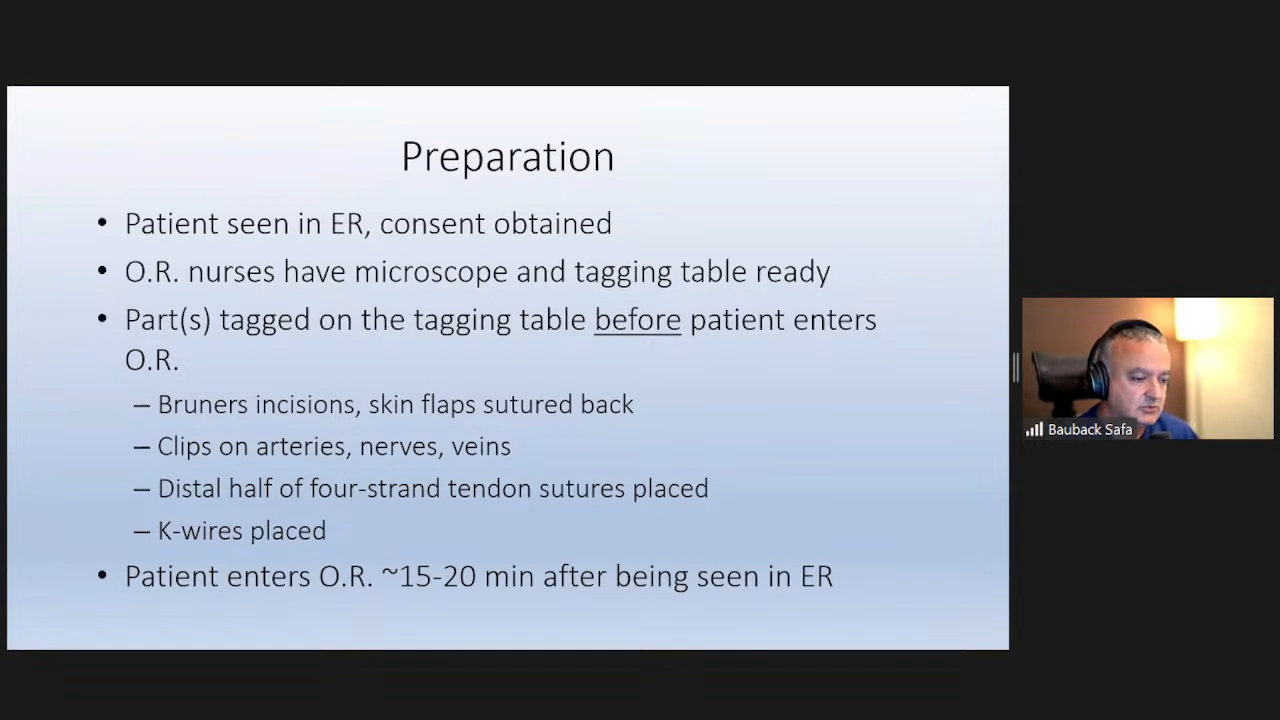 Preparation
• Patient seen in ER, consent obtained
• O.R. nurses have microscope and tagging table ready
• Part(s) tagged on the tagging table before patient enters
O.R.
– Bruners incisions, skin flaps sutured back
– Clips on arteries, nerves, veins
– Distal half of four-strand tendon sutures placed
– K-wires placed
• Patient enters O.R. ~15-20 min after being seen in ER
Bauback Safa